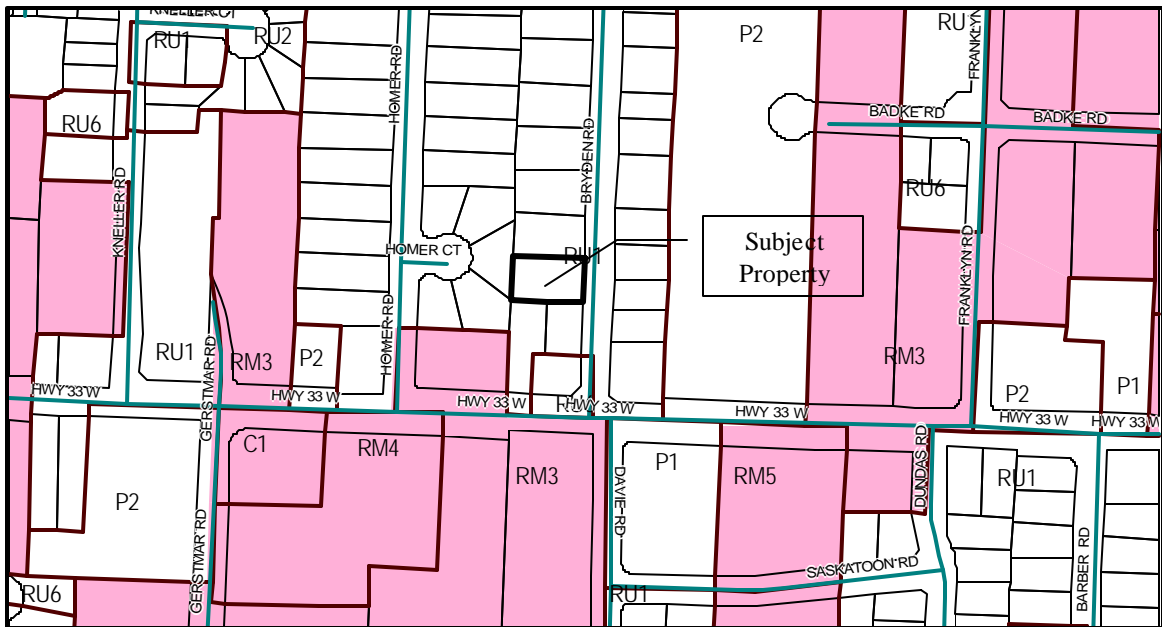 KNELLER CT
RU1
RU2
HOMER RD
P2
RU1
FRANKLYN
BADKE RD
BADKE RD
RU6
KNELLER RD
BRYDEN RD
RU6
HOMER CT
RU1
Subject
Property
FRANKLYN RD
HOMER RD
RU1
GERSTMAR RD
RM3
P2
RM3
P2
P1
HWY 33 W
HWY 33 W
HWY 33 W
HWY 33 W
HWY 33 W
HWY 33 W
HWY 33 W
C1
RM4
RM3
P1
RM5
DUNDAS RD
RU1
P2
DAVIE RD
GERSTMAR RD
SASKATOON RD
BARBER RD
RU6
RU1